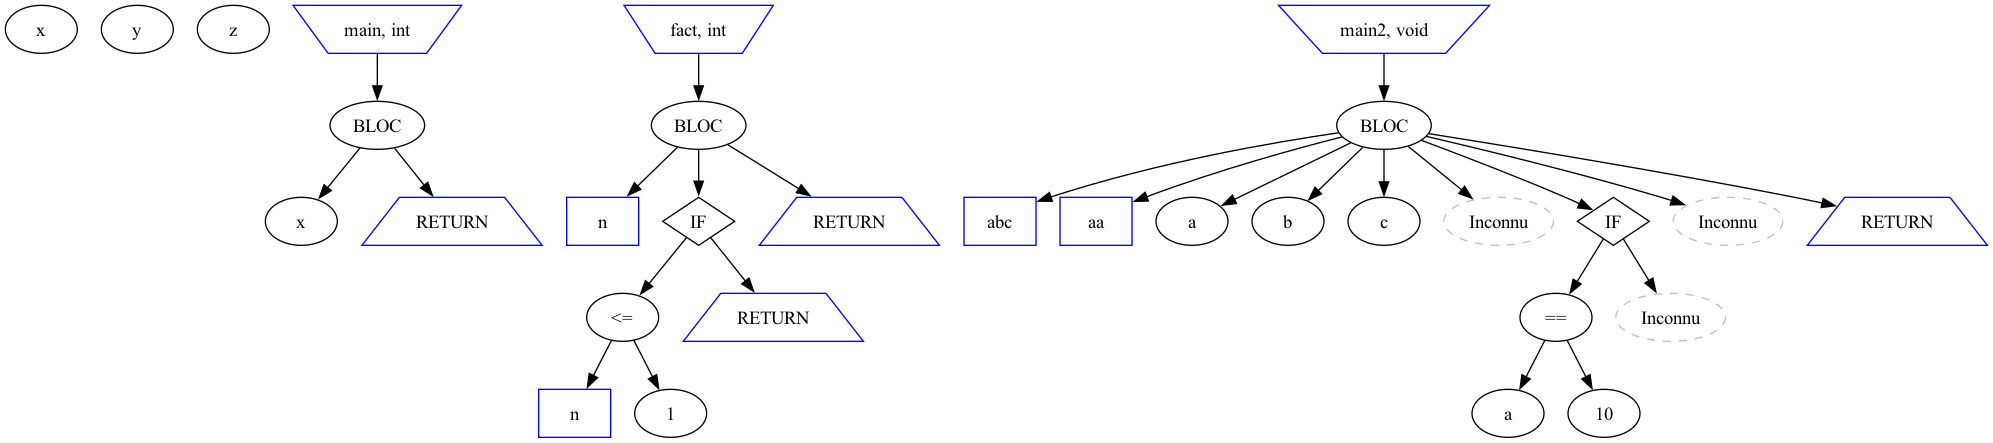 x y z main, int fact, int main2, void
BLOC BLOC BLOC
x RETURN n IF RETURN abc aa a b c Inconnu IF Inconnu RETURN
<= RETURN == Inconnu
n 1 a 10